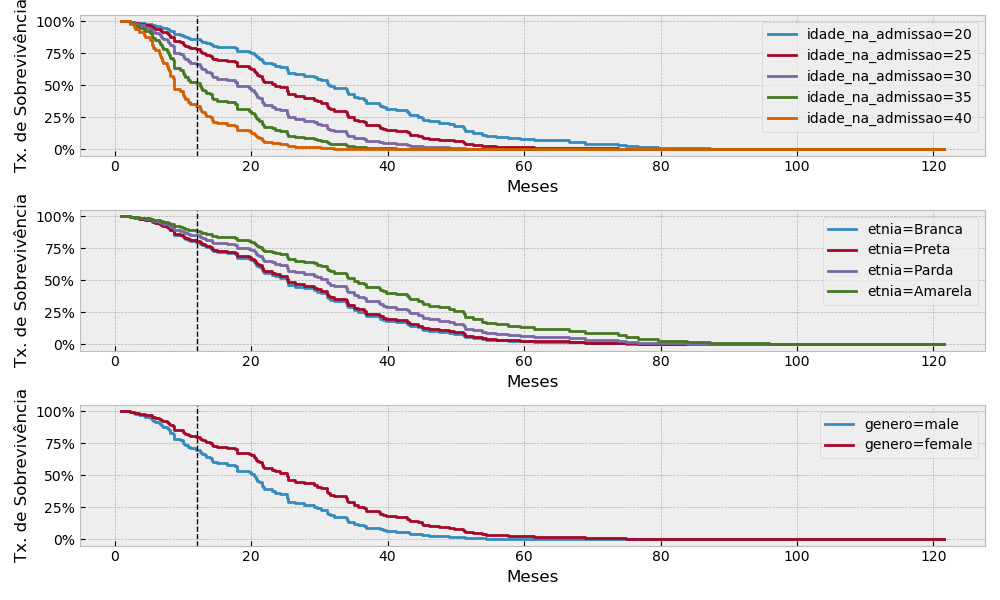 Tx. de Sobrevivência
100%
75%
50%
25%
0%
idade_na_admissao=20
idade_na_admissao=25
idade_na_admissao=30
idade_na_admissao=35
idade_na_admissao=40
0 20 40 60 80 100 120
Meses
Tx. de Sobrevivência
100%
75%
50%
25%
0%
etnia=Branca
etnia=Preta
etnia=Parda
etnia=Amarela
0 20 40 60 80 100 120
Meses
Tx. de Sobrevivência
100%
75%
50%
25%
0%
genero=male
genero=female
0 20 40 60 80 100 120
Meses